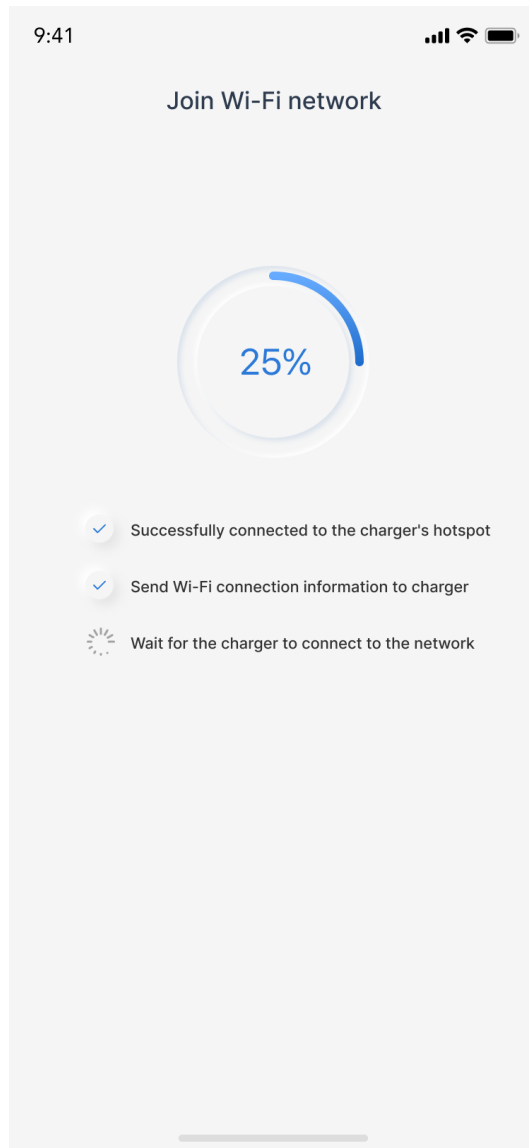 9:41
Join Wi-Fi network
25%
Successfully connected to the charger's hotspot
Send Wi-Fi connection information to charger
Wait for the charger to connect to the network